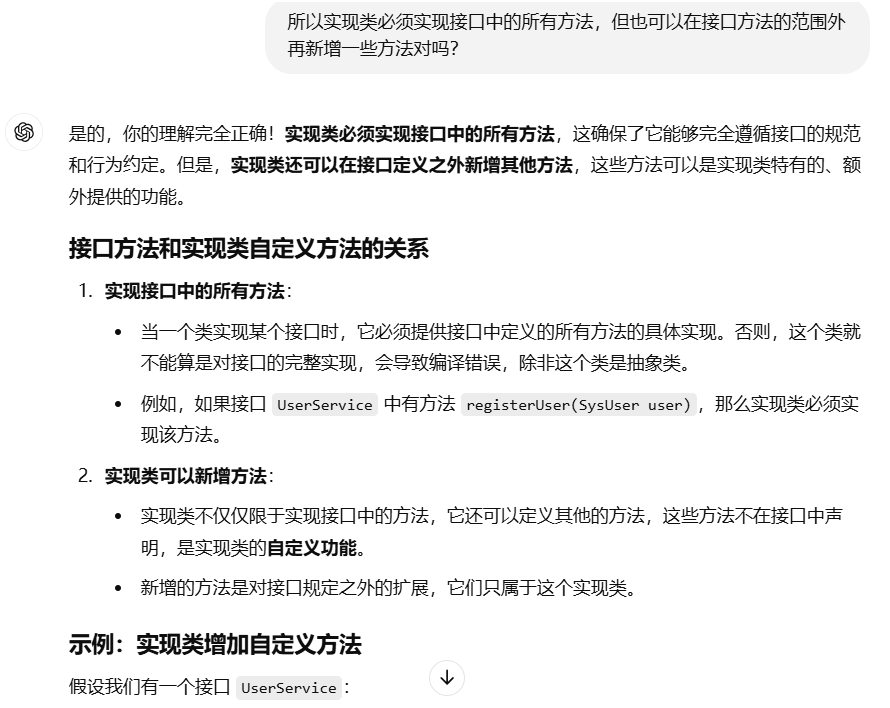 所以实现类必须实现接口中的所有方法，但也可以在接口方法的范围外
再新增一些方法对吗？
是的，你的理解完全正确！实现类必须实现接口中的所有方法，这确保了它能够完全遵循接口的规范
和行为约定。但是，实现类还可以在接口定义之外新增其他方法，这些方法可以是实现类特有的、额
外提供的功能。
接口方法和实现类自定义方法的关系
1. 实现接口中的所有方法：
• 当一个类实现某个接口时，它必须提供接口中定义的所有方法的具体实现。否则，这个类就
不能算是对接口的完整实现，会导致编译错误，除非这个类是抽象类。
• 例如，如果接口 UserService 中有方法 registerUser(SysUser user)，那么实现类必须实
现该方法。
2. 实现类可以新增方法：
• 实现类不仅仅限于实现接口中的方法，它还可以定义其他的方法，这些方法不在接口中声
明，是实现类的自定义功能。
• 新增的方法是对接口规定之外的扩展，它们只属于这个实现类。
示例：实现类增加自定义方法
假设我们有一个接口 UserService：